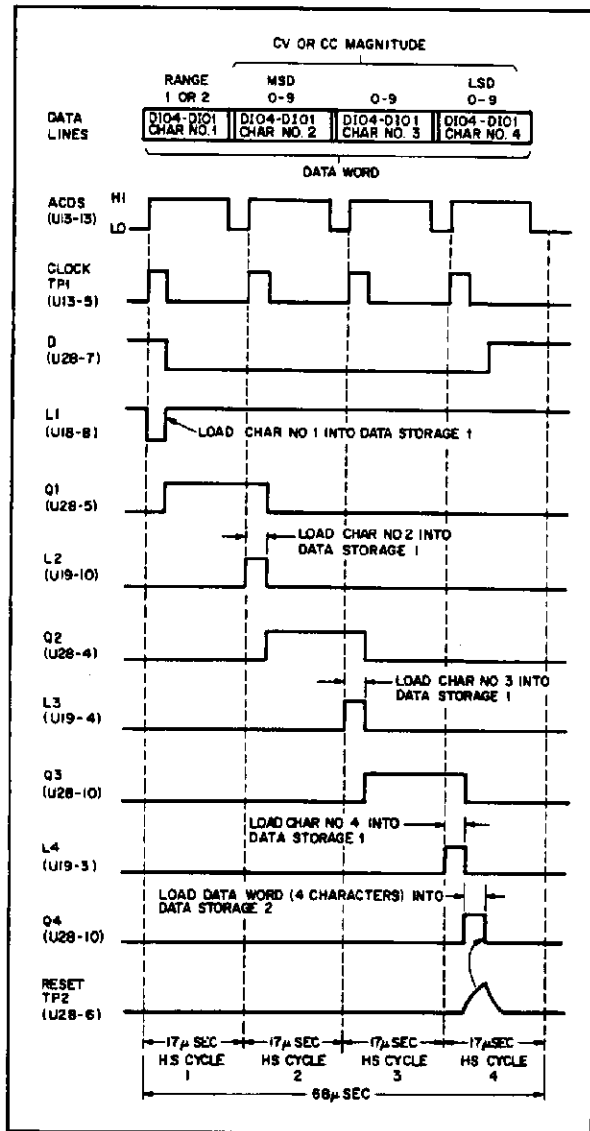 CV OR CC MAGNITUDE
RANGE
1 OR 2
MSD
0-9
0-9
LSD
0-9
DATA
LINES
DIO4-DIO1
CHAR NO.1
DIO4-DIO1
CHAR NO. 2
DIO4-DIO1
CHAR NO. 3
DIO4-DIO1
CHAR NO. 4
DATA WORD
ACDS
(U13-13)
HI
LO
CLOCK
TP1
(U13-5)
D
(U28-7)
L1
(U18-8)
LOAD CHAR NO 1 INTO DATA STORAGE 1
Q1
(U28-5)
LOAD CHAR NO 2 INTO
DATA STORAGE 1
L2
(U19-10)
Q2
(U28-4)
LOAD CHAR NO 3 INTO
DATA STORAGE 1
L3
(U19-4)
Q3
(U28-10)
LOAD CHAR NO 4 INTO
DATA STORAGE 1
L4
(U19-3)
LOAD DATA WORD (4 CHARACTERS) INTO
DATA STORAGE 2
Q4
(U28-10)
RESET
TP2
(U28-6)
17μ SEC
HS CYCLE
1
17μ SEC
HS CYCLE
2
17μ SEC
HS CYCLE
3
17μ SEC
HS CYCLE
4
68μ SEC